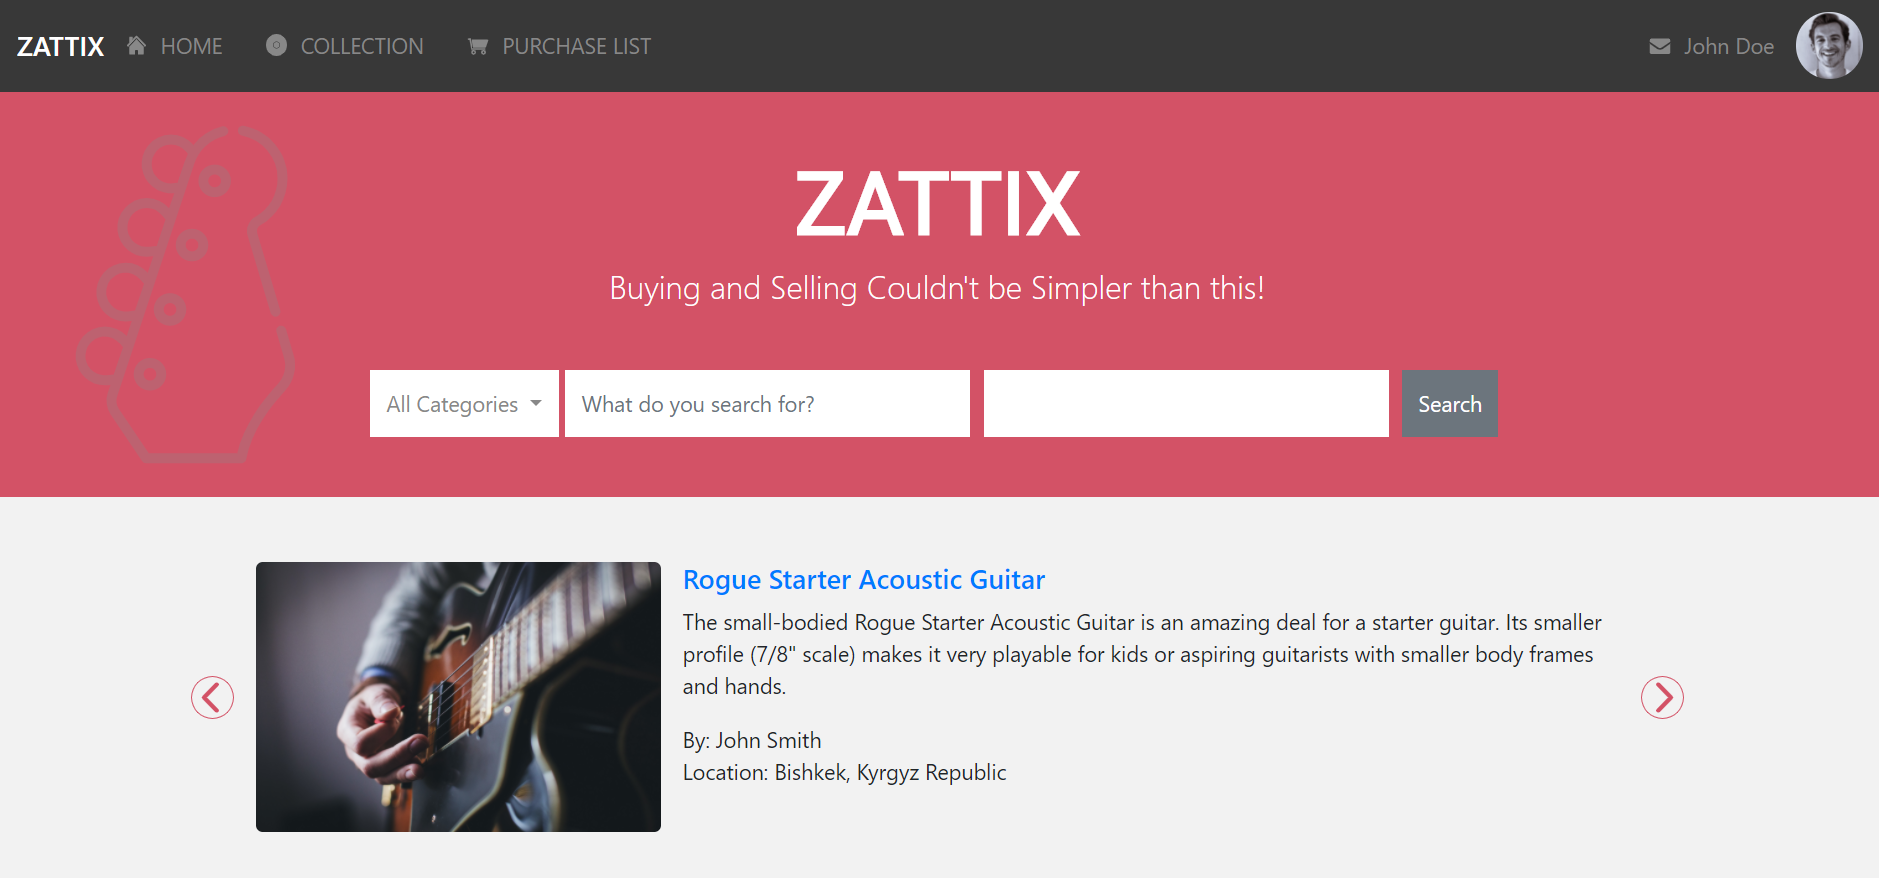 ZATTIX HOME COLLECTION PURCHASE LIST John Doe
ZATTIX
Buying and Selling Couldn't be Simpler than this!
All Categories What do you search for? Search
Rogue Starter Acoustic Guitar
The small-bodied Rogue Starter Acoustic Guitar is an amazing deal for a starter guitar. Its smaller
profile (7/8" scale) makes it very playable for kids or aspiring guitarists with smaller body frames
and hands.
By: John Smith
Location: Bishkek, Kyrgyz Republic